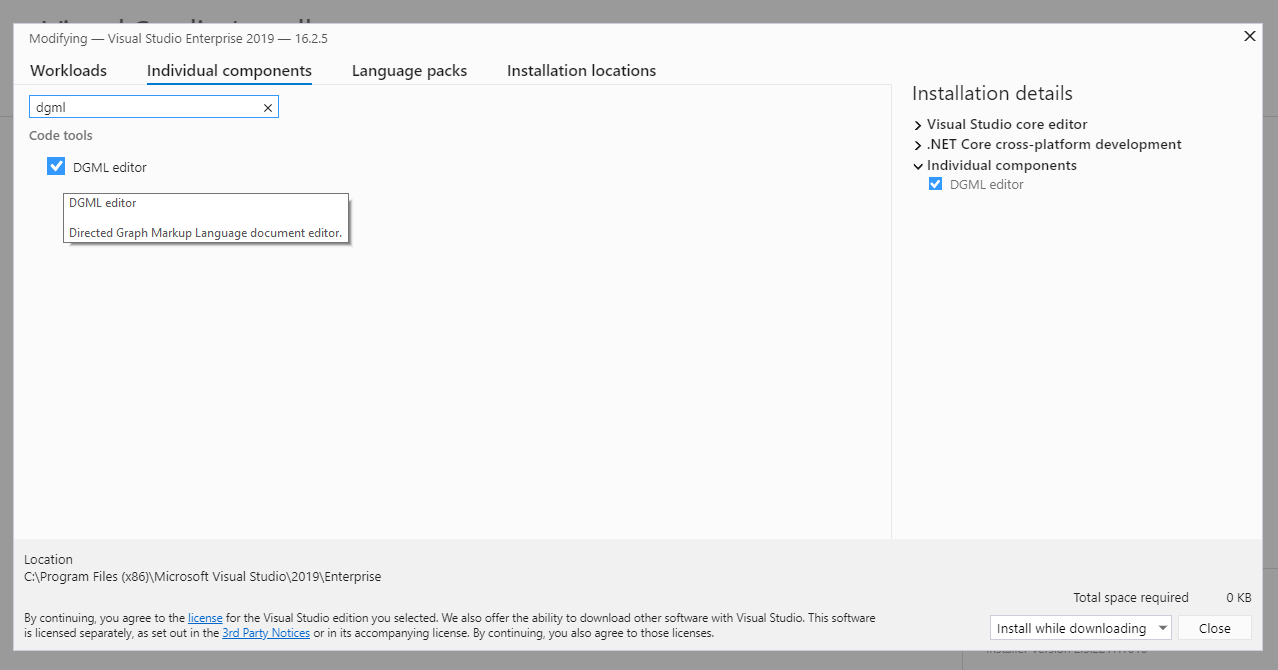 Modifying — Visual Studio Enterprise 2019 — 16.2.5
Workloads
Individual components
Language packs
Installation locations
dgml
Code tools
DGML editor
DGML editor
Directed Graph Markup Language document editor.
Installation details
Visual Studio core editor
.NET Core cross-platform development
Individual components
DGML editor
Location
C:\Program Files (x86)\Microsoft Visual Studio\2019\Enterprise
Total space required 0 KB
By continuing, you agree to the license for the Visual Studio edition you selected. We also offer the ability to download other software with Visual Studio. This software
is licensed separately, as set out in the 3rd Party Notices or in its accompanying license. By continuing, you also agree to those licenses.
Install while downloading
Close